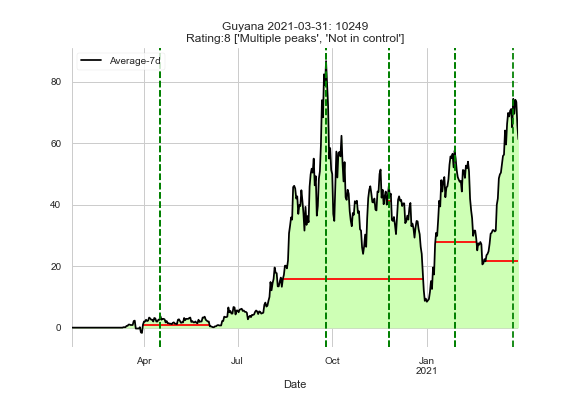 Guyana 2021-03-31: 10249
Rating:8 ['Multiple peaks', 'Not in control']
Average-7d
80
60
40
20
0
Apr
Jul
Oct
Jan
2021
Date